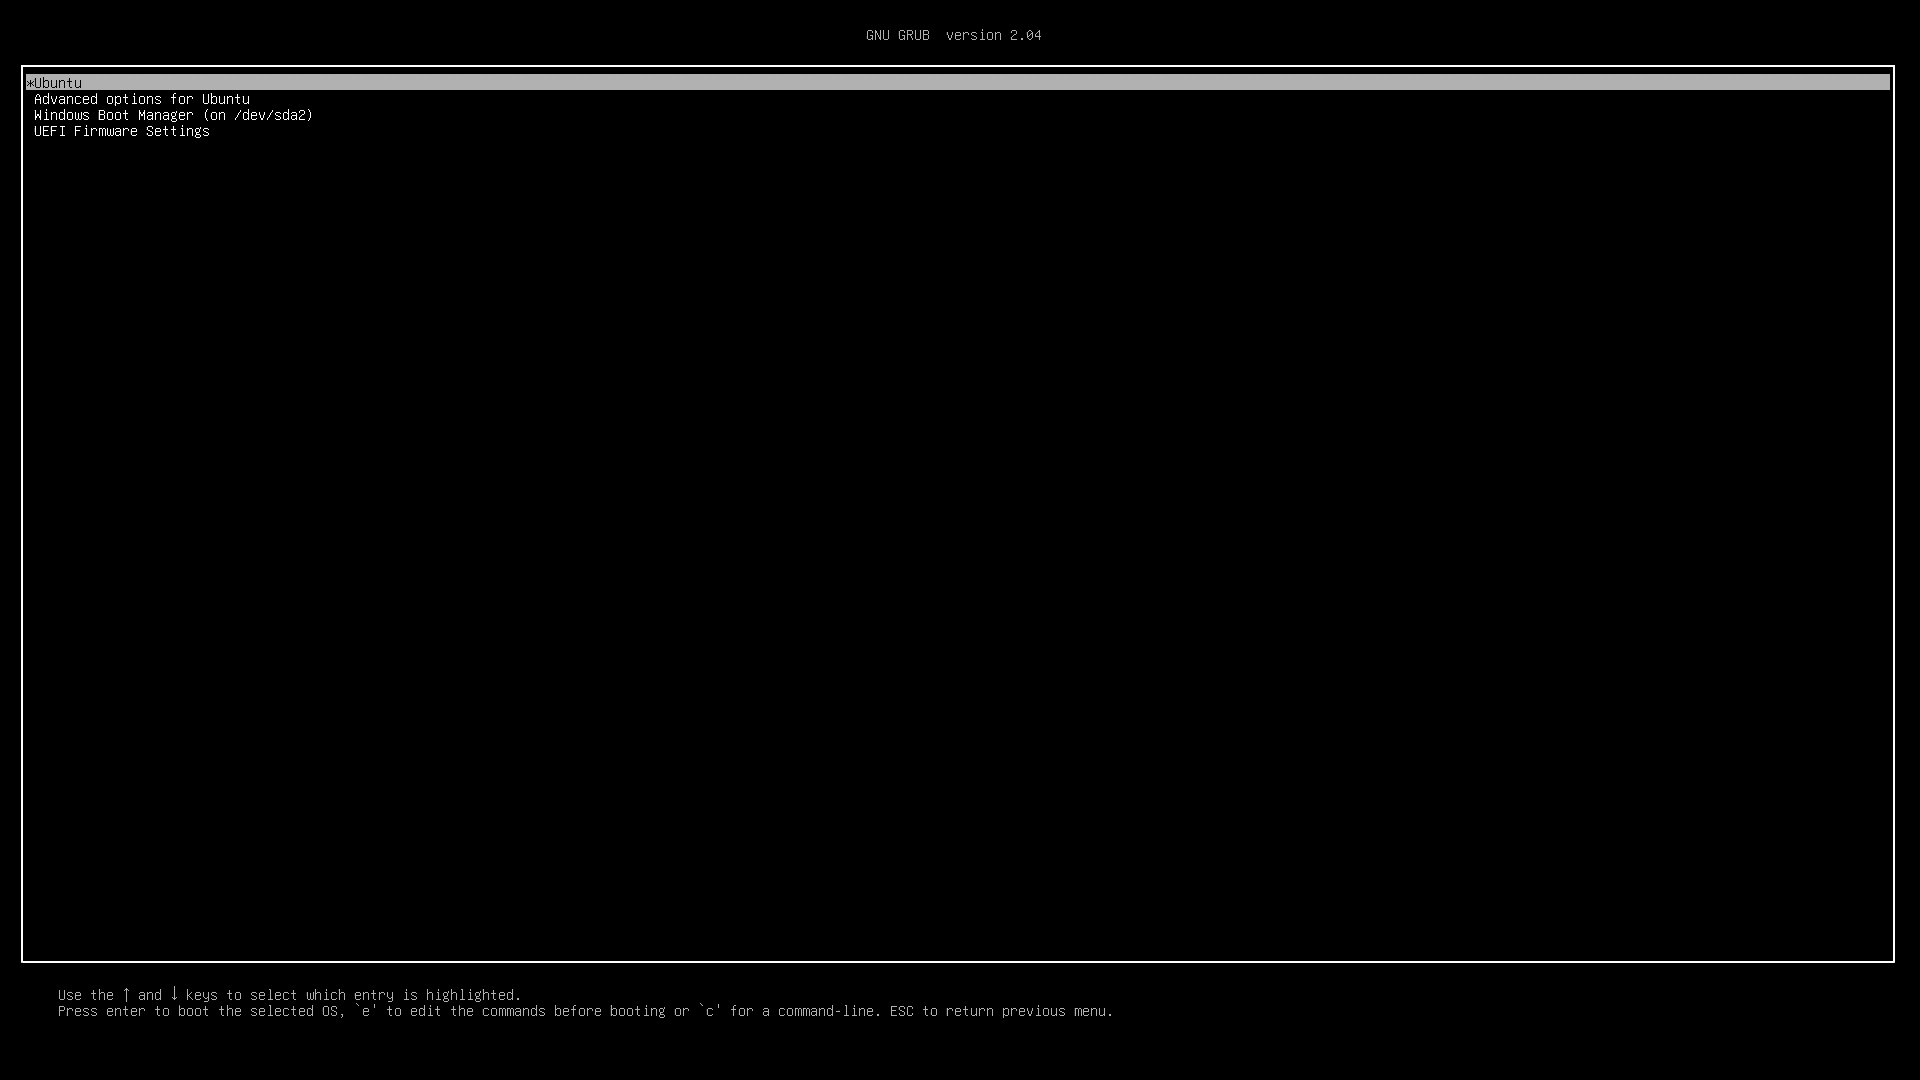 GNU GRUB  version 2.04
*Ubuntu
Advanced options for Ubuntu
Windows Boot Manager (on /dev/sda2)
UEFI Firmware Settings
Use the ↑ and ↓ keys to select which entry is highlighted.
Press enter to boot the selected OS, `e' to edit the commands before booting or `c' for a command-line. ESC to return previous menu.